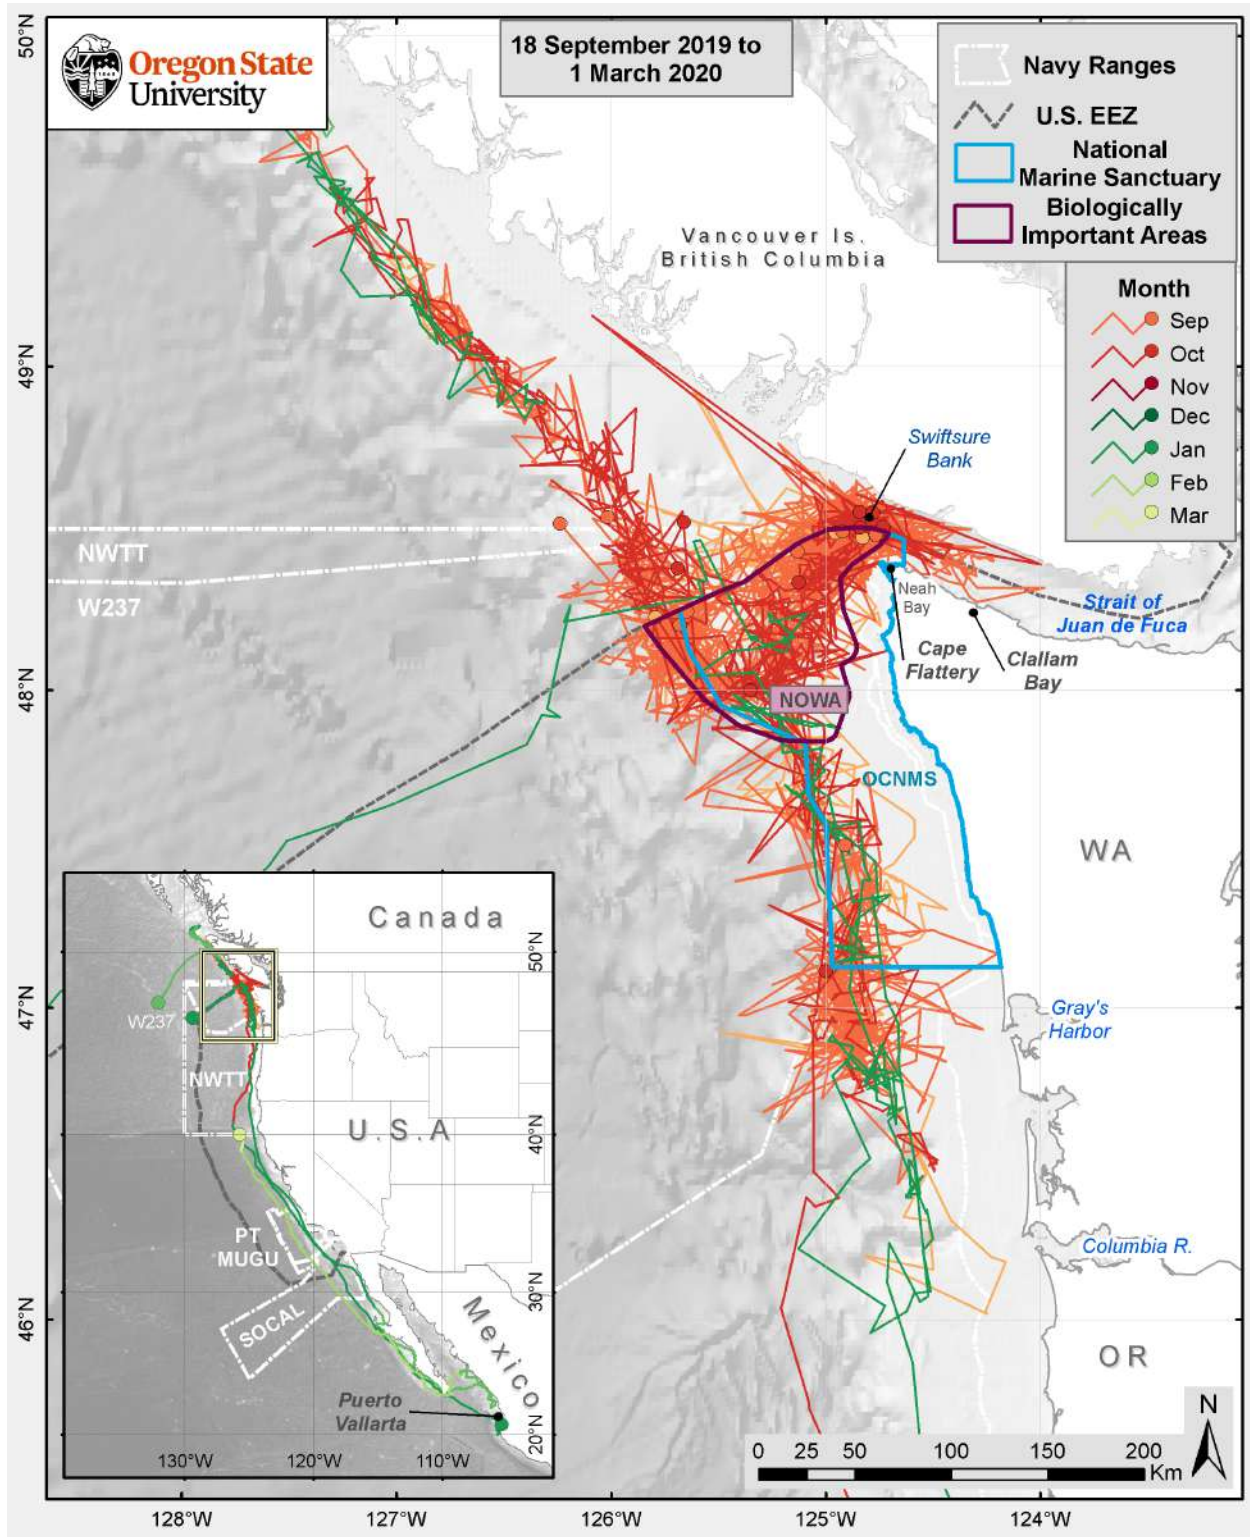 Oregon State
University
18 September 2019 to
1 March 2020
Navy Ranges
U.S. EEZ
National
Marine Sanctuary
Biologically
Important Areas
Month
Sep
Oct
Nov
Dec
Jan
Feb
Mar
Vancouver Is.
British Columbia
Swiftsure
Bank
NWTT
W237
Neah
Bay
Strait of
Juan de Fuca
Cape
Flattery
Clallam
Bay
NOWA
OCNMS
WA
Gray's
Harbor
Columbia R.
OR
N
0 25 50 100 150 200
Km
50°N
49°N
48°N
47°N
46°N
128°W
127°W
126°W
125°W
124°W
Canada
W237
NWTT
U.S.A
PT
MUGU
SOCAL
Mexico
Puerto
Vallarta
50°N
40°N
30°N
20°N
130°W
120°W
110°W